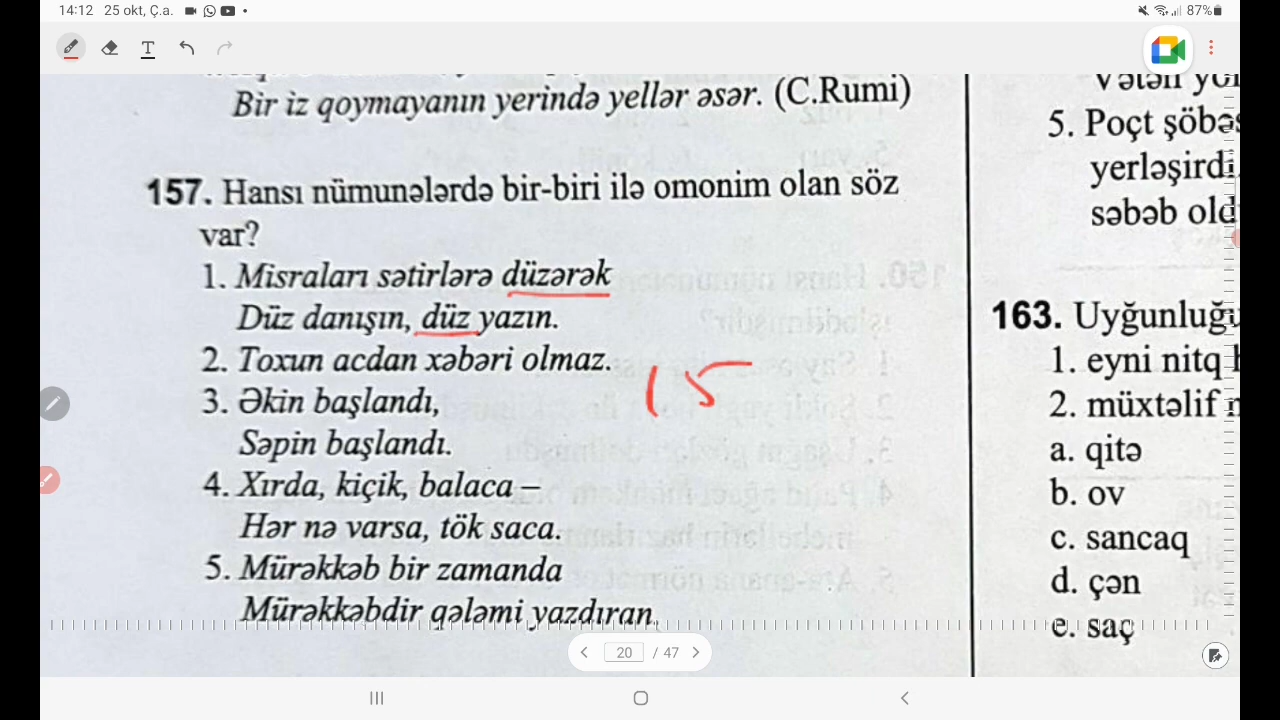 14:12 25 okt, Ç.a.
87%
T
Bir iz qoymayanın yerində yellər əsər. (C.Rumi)
157. Hansı nümunələrdə bir-biri ilə omonim olan söz
var?
1. Misraları sətirlərə düzərək
Düz danışın, düz yazın.
2. Toxun acdan xəbəri olmaz.
3. Əkin başlandı,
Səpin başlandı.
4. Xırda, kiçik, balaca –
Hər nə varsa, tök saca.
5. Mürəkkəb bir zamanda
Mürəkkəbdir qələmi yazdıran.
15
5. Poçt şöbəs
yerləşirdi.
səbəb old
163. Uyğunluğu
1. eyni nitq
2. müxtəlif
a. qitə
b. ov
c. sancaq
d. çən
e. saç
20 / 47